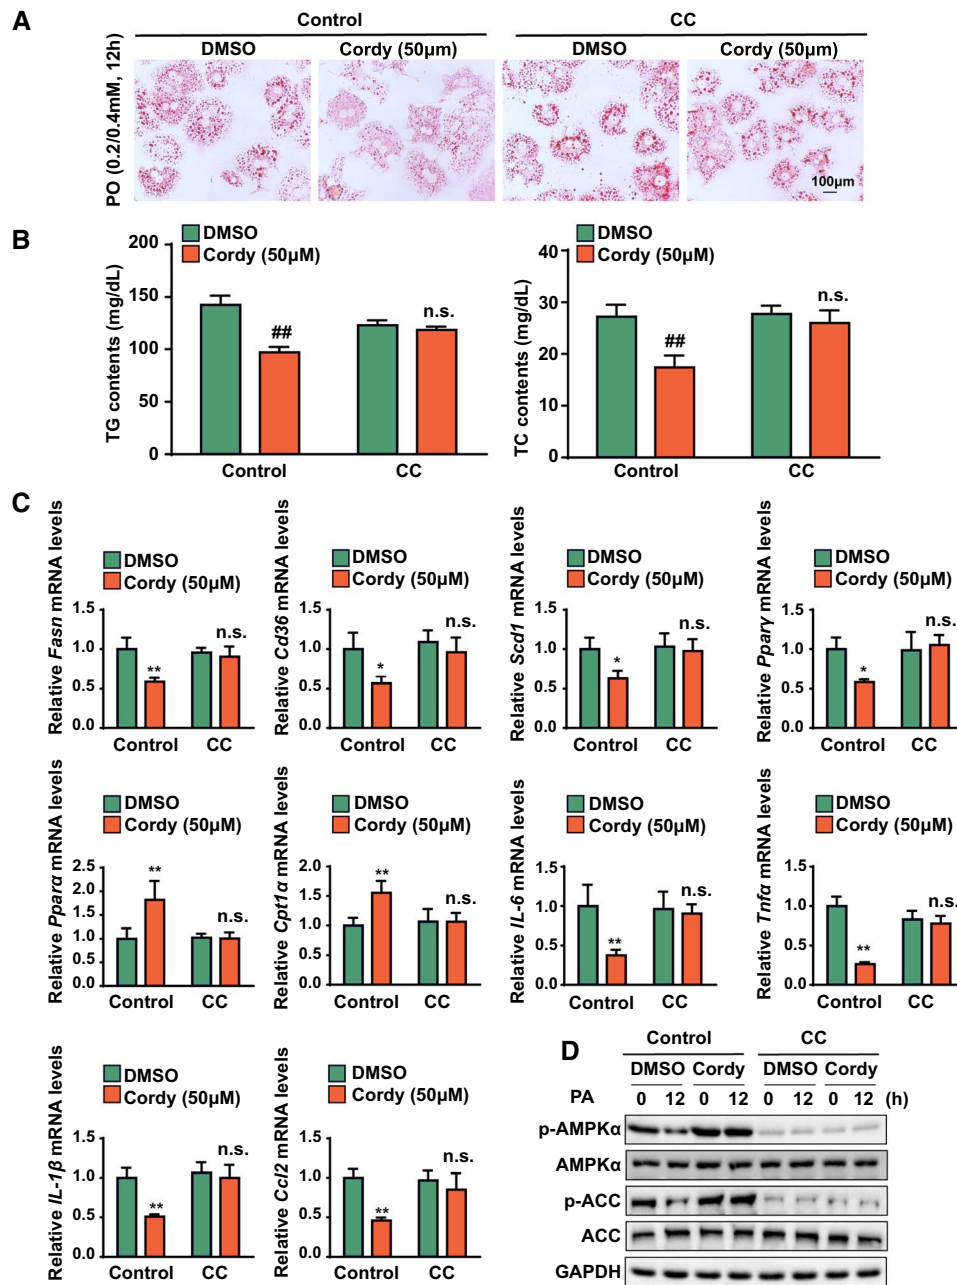 A
Control
CC
DMSO
Cordy (50μm)
DMSO
Cordy (50μm)
PO (0.2/0.4mM, 12h)
100μm
B
DMSO
Cordy (50μM)
TG contents (mg/dL)
200
150
100
50
0
##
n.s.
Control
CC
DMSO
Cordy (50μM)
TC contents (mg/dL)
40
30
20
10
0
##
n.s.
Control
CC
C
Relative Fasn mRNA levels
DMSO
Cordy (50μM)
1.5
1.0
0.5
0.0
**
n.s.
Control
CC
Relative Cd36 mRNA levels
DMSO
Cordy (50μM)
1.5
1.0
0.5
0.0
*
n.s.
Control
CC
Relative Scd1 mRNA levels
DMSO
Cordy (50μM)
1.5
1.0
0.5
0.0
*
n.s.
Control
CC
Relative Pparγ mRNA levels
DMSO
Cordy (50μM)
1.5
1.0
0.5
0.0
*
n.s.
Control
CC
Relative Pparα mRNA levels
DMSO
Cordy (50μM)
2.5
2.0
1.5
1.0
0.5
0.0
**
n.s.
Control
CC
Relative Cpt1α mRNA levels
DMSO
Cordy (50μM)
2.0
1.5
1.0
0.5
0.0
**
n.s.
Control
CC
Relative IL-6 mRNA levels
DMSO
Cordy (50μM)
1.5
1.0
0.5
0.0
**
n.s.
Control
CC
Relative Tnfα mRNA levels
DMSO
Cordy (50μM)
1.5
1.0
0.5
0.0
**
n.s.
Control
CC
Relative IL-1β mRNA levels
DMSO
Cordy (50μM)
1.5
1.0
0.5
0.0
**
n.s.
Control
CC
Relative Ccl2 mRNA levels
DMSO
Cordy (50μM)
1.5
1.0
0.5
0.0
**
n.s.
Control
CC
D
Control
CC
DMSO Cordy DMSO Cordy
PA 0 12 0 12 0 12 0 12 (h)
p-AMPKα
AMPKα
p-ACC
ACC
GAPDH